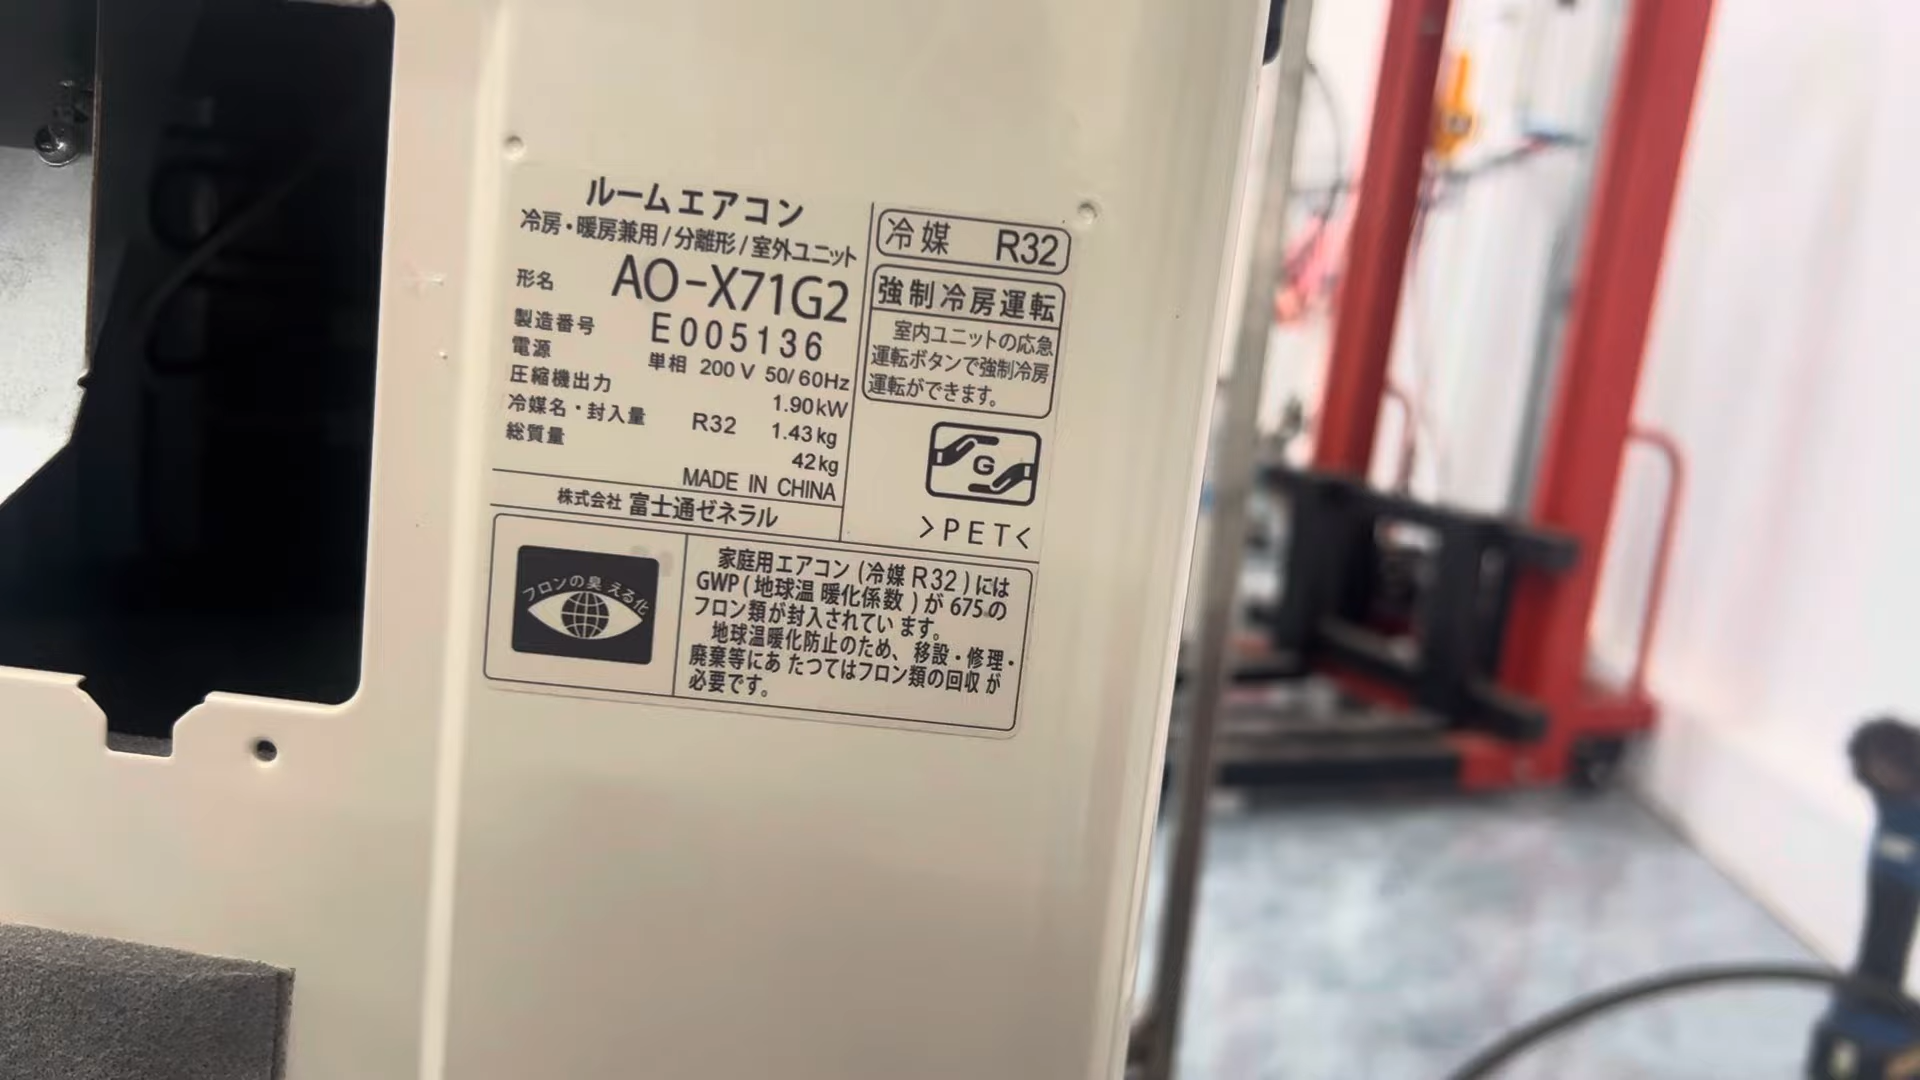 ルームエアコン
冷房・暖房兼用/分離形/室外ユニット
形名 AO-X71G2
製造番号 E005136
電源 単相 200V 50/60Hz
圧縮機出力 1.90kW
冷媒名・封入量 R32 1.43kg
総質量 42kg
MADE IN CHINA
株式会社 富士通ゼネラル
冷媒 R32
強制冷房運転
室内ユニットの応急
運転ボタンで強制冷房
運転ができます。
G
>PET<
フロンの臭える化
家庭用エアコン(冷媒R32)には
GWP(地球温暖化係数)が675の
フロン類が封入されています。
地球温暖化防止のため、移設・修理・
廃棄等にあたつてはフロン類の回収が
必要です。